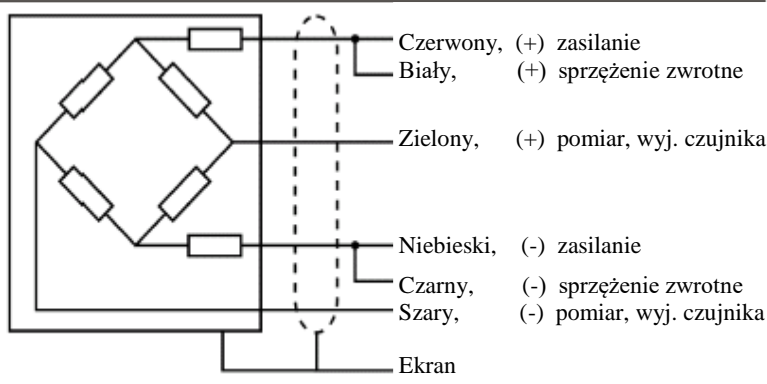 Czerwony, (+) zasilanie
Biały, (+) sprzężenie zwrotne
Zielony, (+) pomiar, wyj. czujnika
Niebieski, (-) zasilanie
Czarny, (-) sprzężenie zwrotne
Szary, (-) pomiar, wyj. czujnika
Ekran